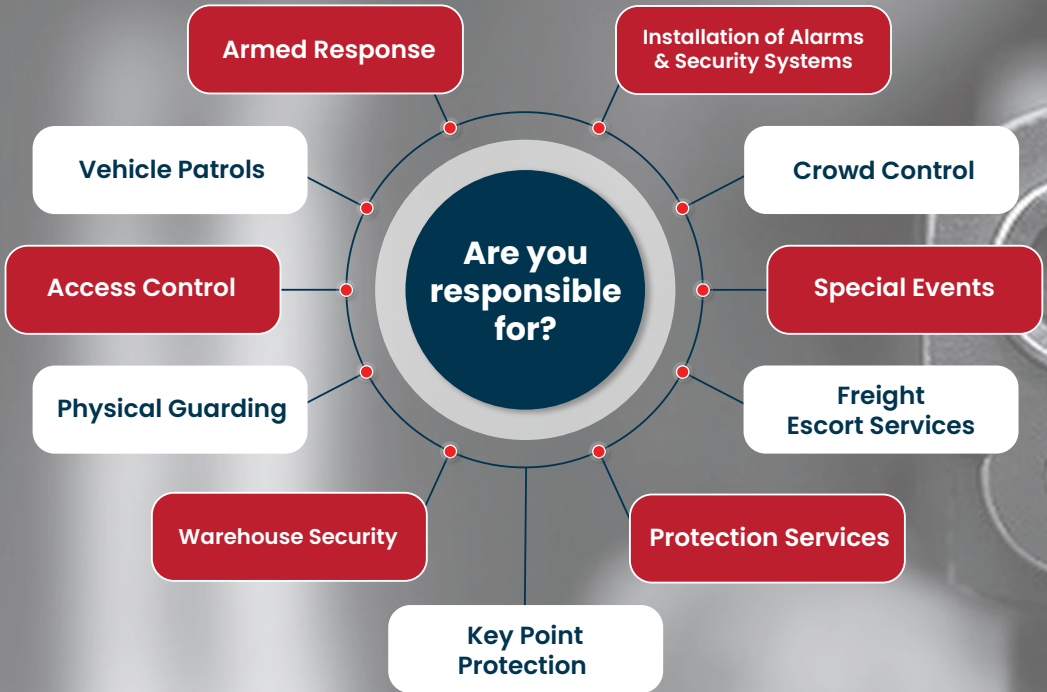 Armed Response
Installation of Alarms
& Security Systems
Vehicle Patrols
Crowd Control
Are you
responsible
for?
Access Control
Special Events
Physical Guarding
Freight
Escort Services
Warehouse Security
Protection Services
Key Point
Protection